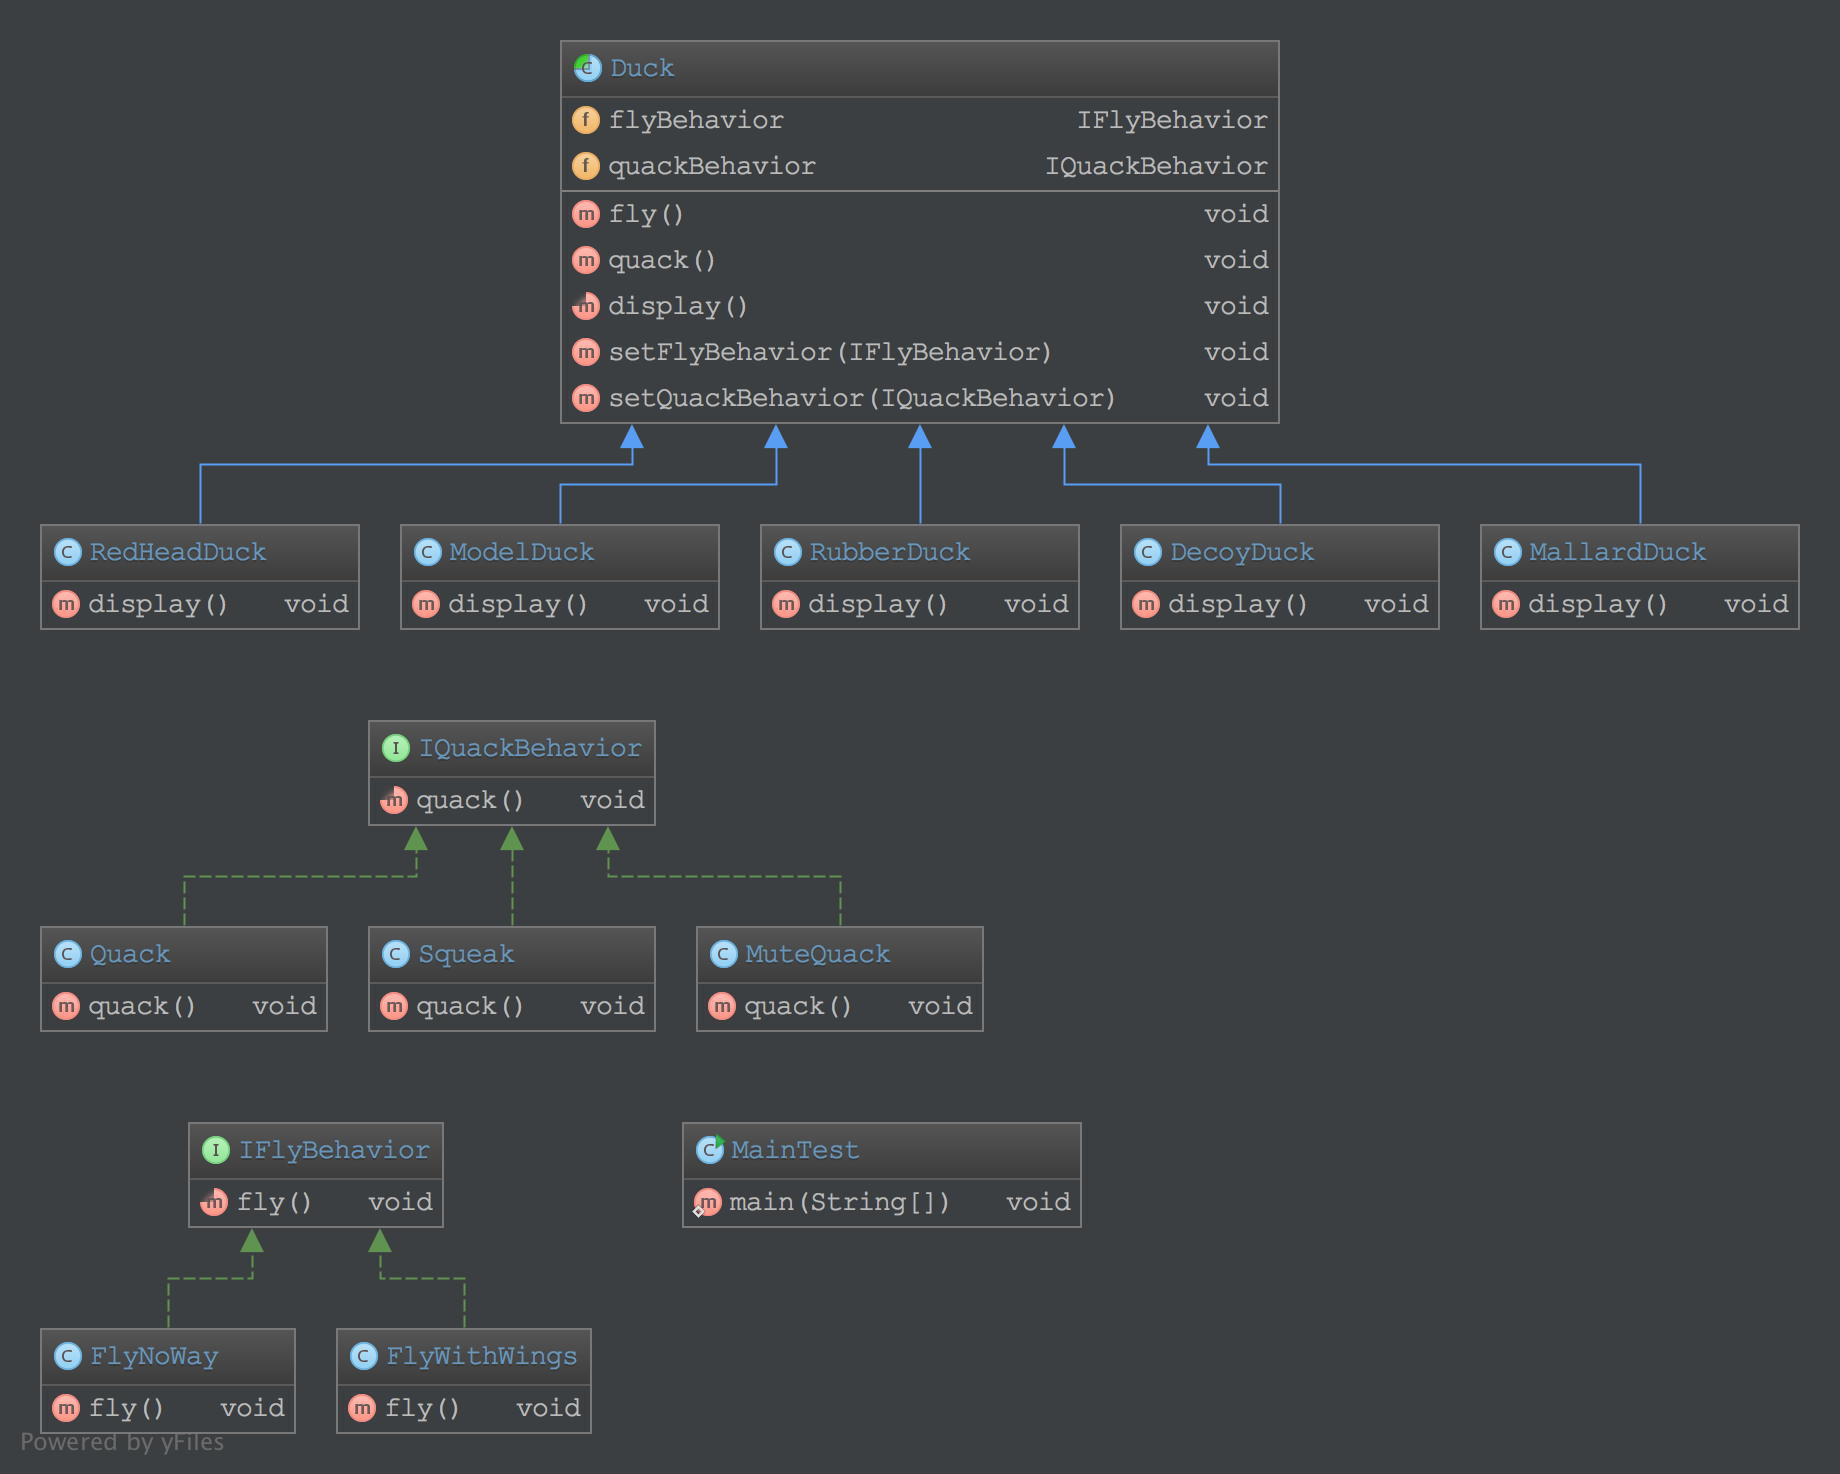 Duck
flyBehavior IFlyBehavior
quackBehavior IQuackBehavior
fly() void
quack() void
display() void
setFlyBehavior(IFlyBehavior) void
setQuackBehavior(IQuackBehavior) void
RedHeadDuck
display() void
ModelDuck
display() void
RubberDuck
display() void
DecoyDuck
display() void
MallardDuck
display() void
IQuackBehavior
quack() void
Quack
quack() void
Squeak
quack() void
MuteQuack
quack() void
IFlyBehavior
fly() void
MainTest
main(String[]) void
FlyNoWay
fly() void
FlyWithWings
fly() void
Powered by yFiles